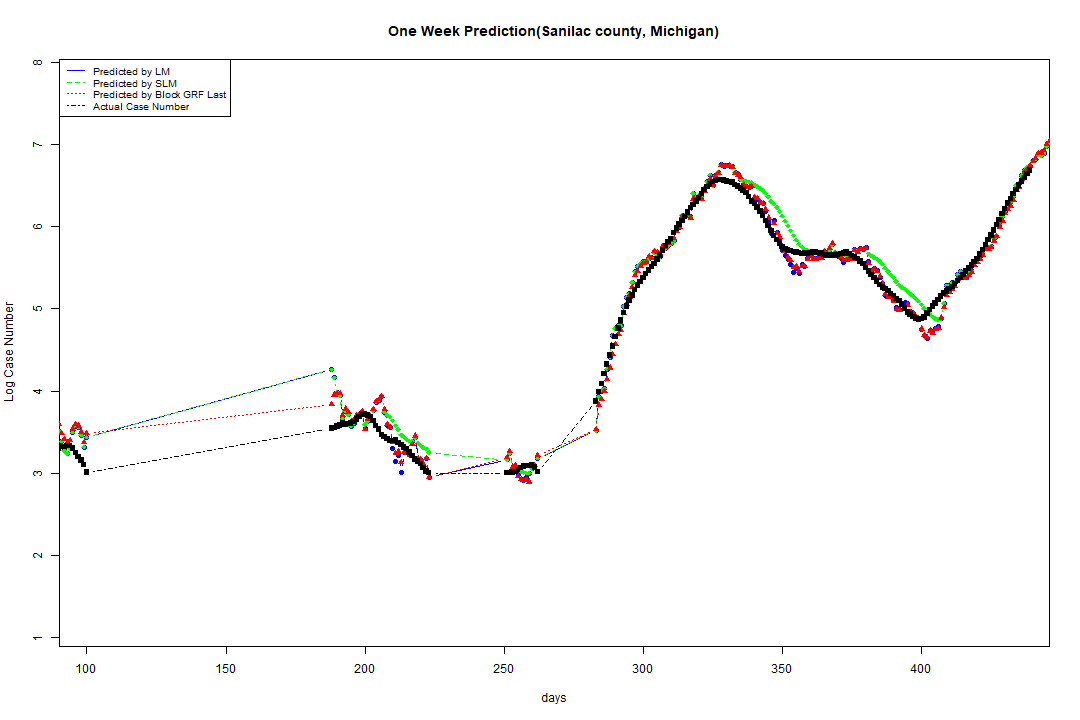 One Week Prediction(Sanilac county, Michigan)
Predicted by LM
Predicted by SLM
Predicted by Block GRF Last
Actual Case Number
Log Case Number
8
7
6
5
4
3
2
1
100 150 200 250 300 350 400
days